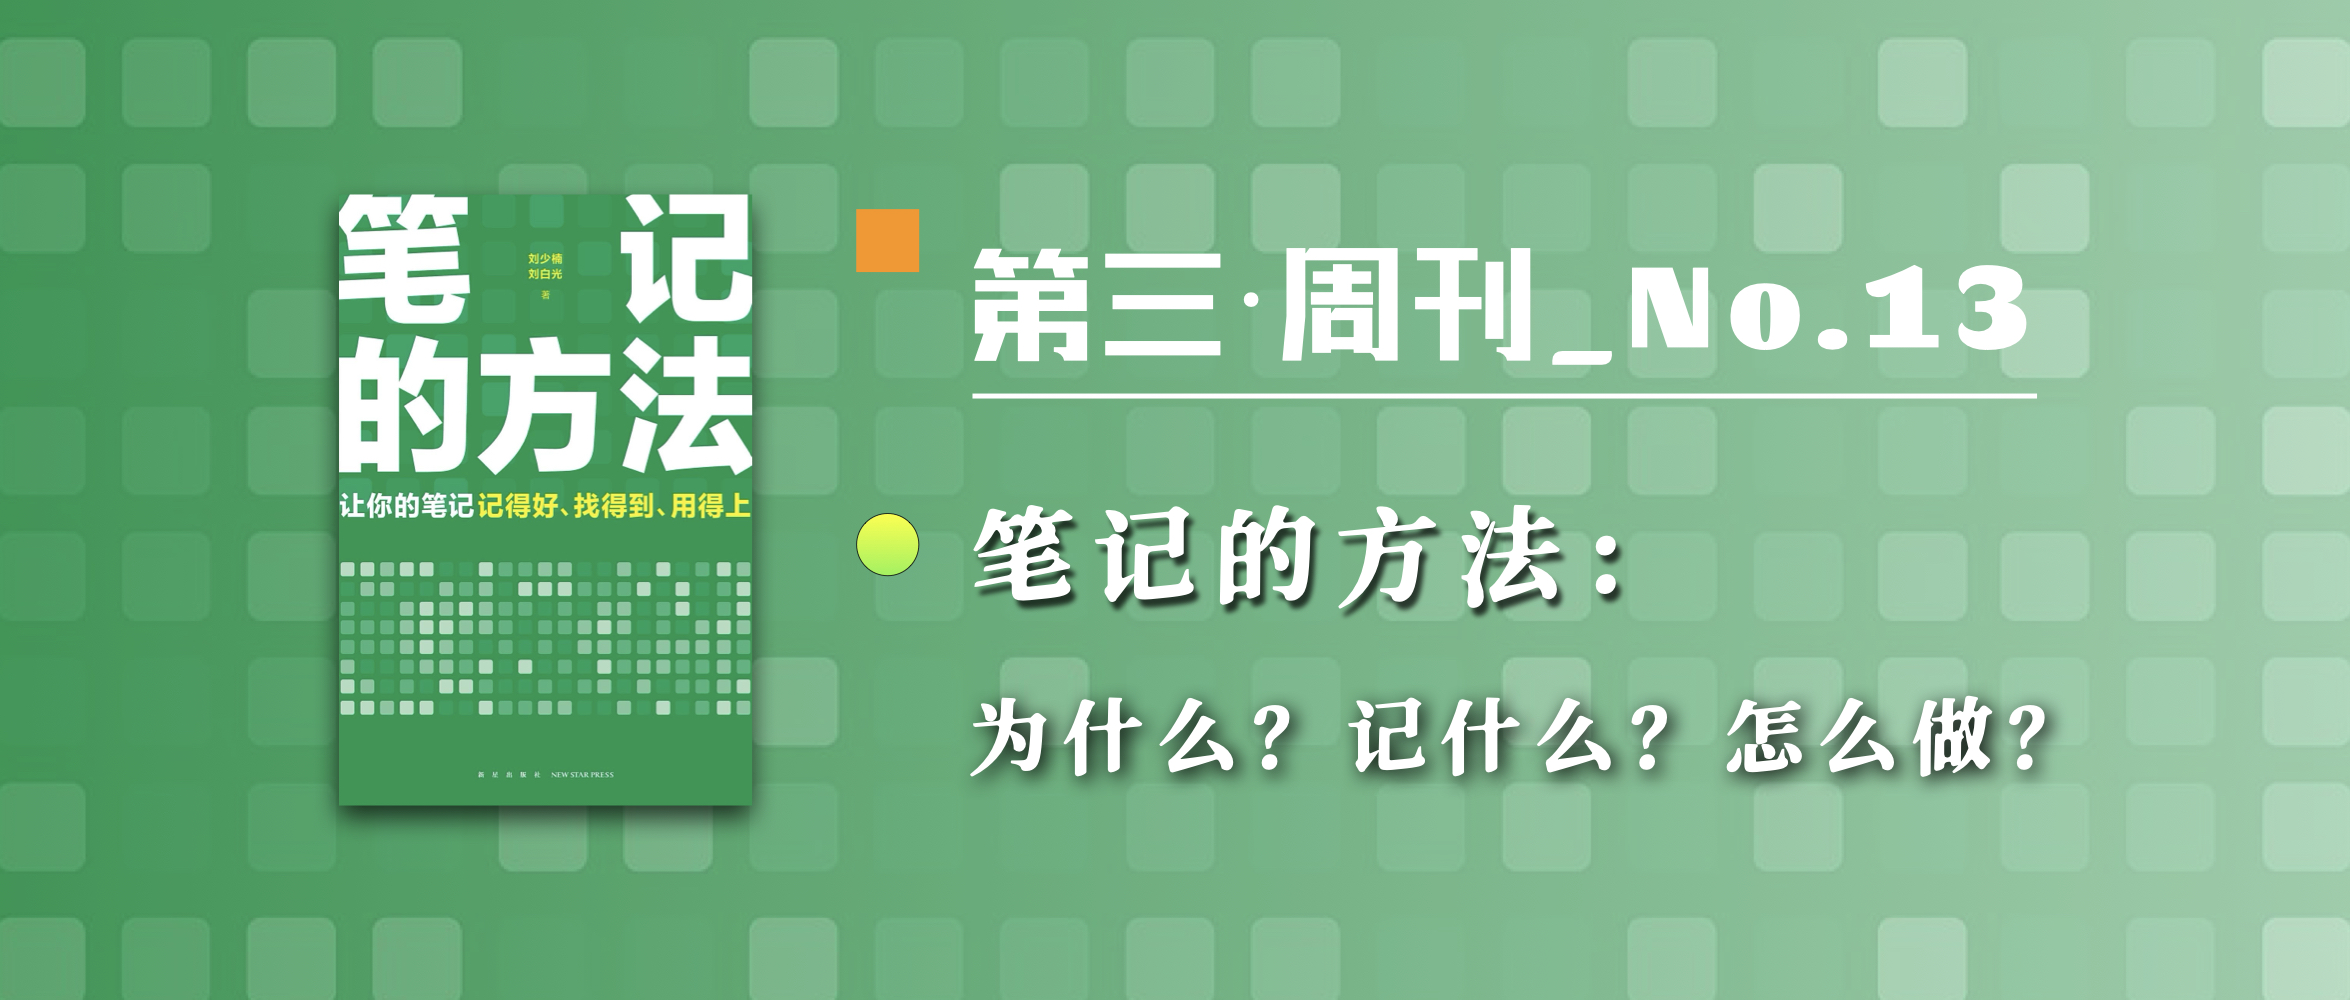 笔记
刘少楠
刘白光
著
的方法
让你的笔记记得好、找得到、用得上
新星出版社 NEW STAR PRESS
第三·周刊_No.13
笔记的方法：
为什么？记什么？怎么做？